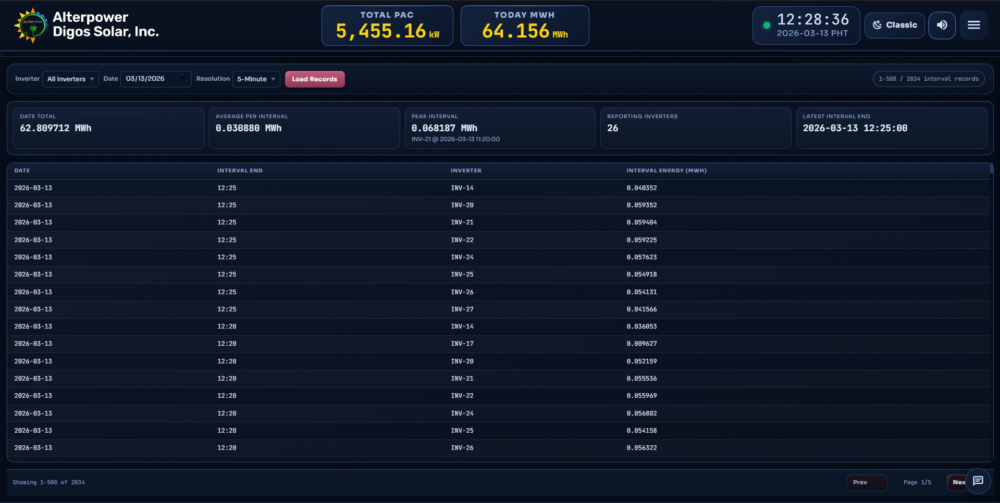 ALTERPOWER
Alterpower
Digos Solar, Inc.
TOTAL PAC
5,455.16 kW
TODAY MWH
64.156 MWh
12:28:36
2026-03-13 PHT
Classic
Inverter All Inverters Date 03/13/2026 Resolution 5-Minute Load Records
1-500 / 2034 interval records
DATE TOTAL
62.809712 MWh
AVERAGE PER INTERVAL
0.030880 MWh
PEAK INTERVAL
0.068187 MWh
INV-21 @ 2026-03-13 11:20:00
REPORTING INVERTERS
26
LATEST INTERVAL END
2026-03-13 12:25:00
DATE INTERVAL END INVERTER INTERVAL ENERGY (MWH)
2026-03-13 12:25 INV-14 0.040352
2026-03-13 12:25 INV-20 0.059352
2026-03-13 12:25 INV-21 0.059404
2026-03-13 12:25 INV-22 0.059225
2026-03-13 12:25 INV-24 0.057623
2026-03-13 12:25 INV-25 0.054918
2026-03-13 12:25 INV-26 0.054131
2026-03-13 12:25 INV-27 0.041566
2026-03-13 12:20 INV-14 0.036053
2026-03-13 12:20 INV-17 0.009627
2026-03-13 12:20 INV-20 0.052159
2026-03-13 12:20 INV-21 0.055536
2026-03-13 12:20 INV-22 0.055969
2026-03-13 12:20 INV-24 0.056802
2026-03-13 12:20 INV-25 0.054158
2026-03-13 12:20 INV-26 0.056322
Showing 1-500 of 2034
Prev Page 1/5 Nex